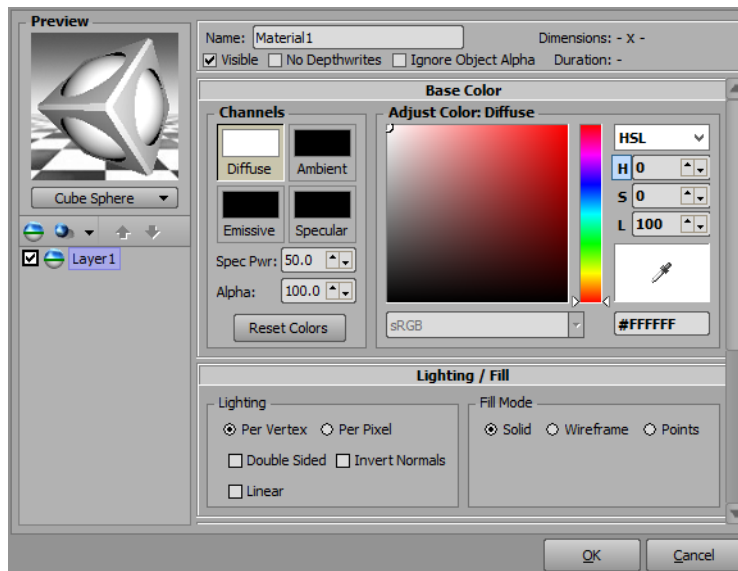 Preview
Name: Material1 Dimensions: - x -
Visible No Depthwrites Ignore Object Alpha Duration: -
Base Color
Channels
Adjust Color: Diffuse
Diffuse Ambient
Emissive Specular
Spec Pwr: 50.0
Alpha: 100.0
Reset Colors
HSL
H 0
S 0
L 100
sRGB
#FFFFFF
Cube Sphere
Layer1
Lighting / Fill
Lighting
Per Vertex Per Pixel
Double Sided Invert Normals
Linear
Fill Mode
Solid Wireframe Points
OK Cancel